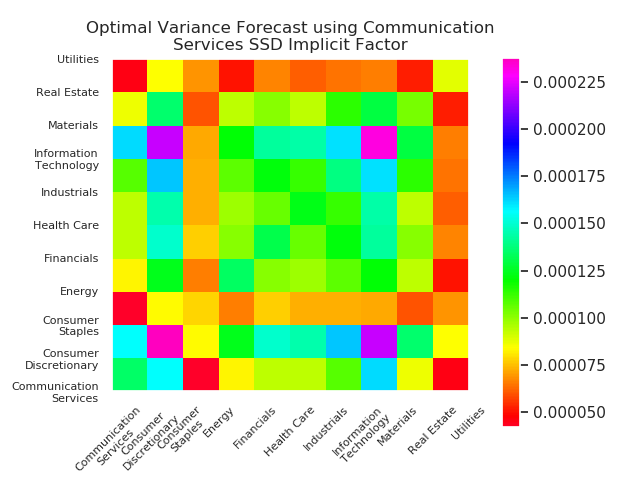 Optimal Variance Forecast using Communication
Services SSD Implicit Factor
Utilities
Real Estate
Materials
Information
Technology
Industrials
Health Care
Financials
Energy
Consumer
Staples
Consumer
Discretionary
Communication
Services
0.000225
0.000200
0.000175
0.000150
0.000125
0.000100
0.000075
0.000050
Communication
Services
Consumer
Discretionary
Consumer
Staples
Energy
Financials
Health Care
Industrials
Information
Technology
Materials
Real Estate
Utilities